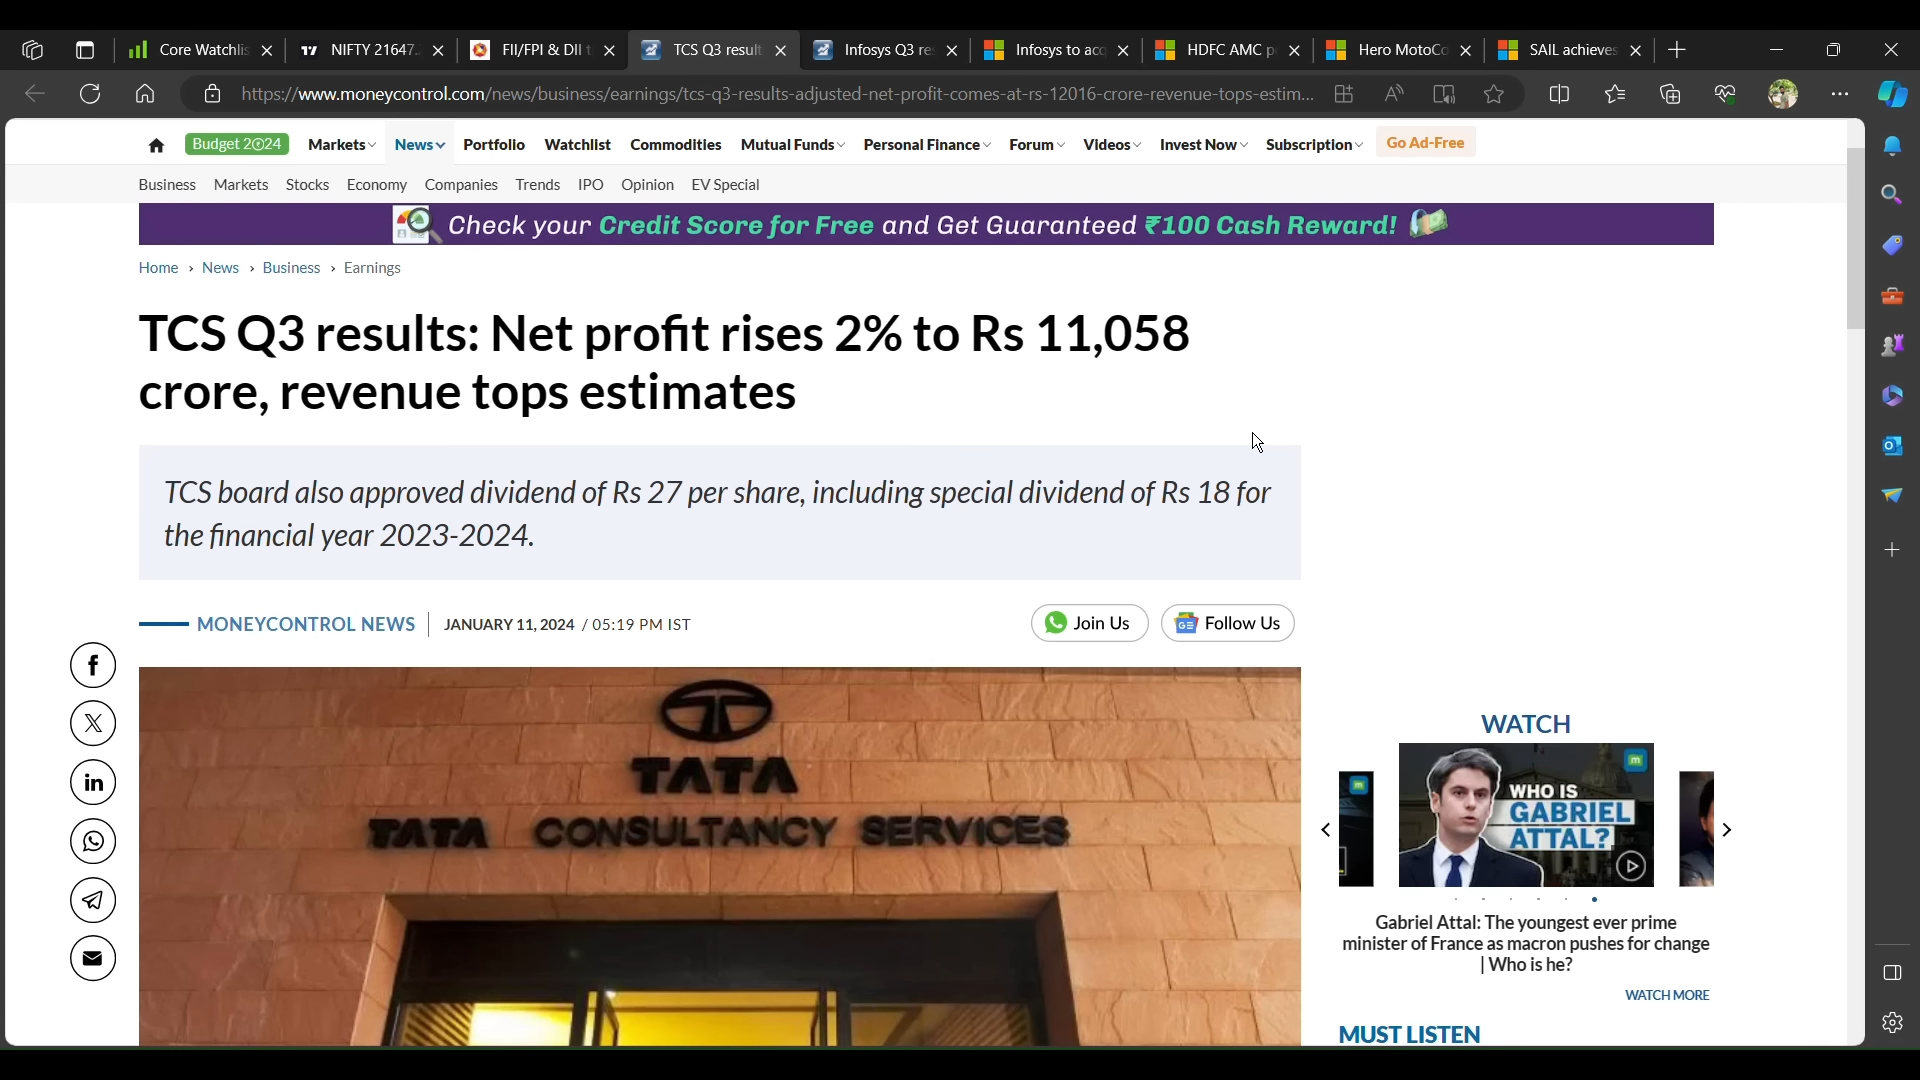 Core Watchlis
NIFTY 21647.
FII/FPI & DII t
TCS Q3 result
Infosys Q3 re
Infosys to acq
HDFC AMC p
Hero MotoCo
SAIL achieves
https://www.moneycontrol.com/news/business/earnings/tcs-q3-results-adjusted-net-profit-comes-at-rs-12016-crore-revenue-tops-estim...
Budget 2024
Markets
News
Portfolio
Watchlist
Commodities
Mutual Funds
Personal Finance
Forum
Videos
Invest Now
Subscription
Go Ad-Free
Business
Markets
Stocks
Economy
Companies
Trends
IPO
Opinion
EV Special
Check your Credit Score for Free and Get Guaranteed ₹100 Cash Reward!
Home › News › Business › Earnings
TCS Q3 results: Net profit rises 2% to Rs 11,058
crore, revenue tops estimates
TCS board also approved dividend of Rs 27 per share, including special dividend of Rs 18 for
the financial year 2023-2024.
MONEYCONTROL NEWS
JANUARY 11, 2024 / 05:19 PM IST
Join Us
Follow Us
TATA
TATA CONSULTANCY SERVICES
WATCH
WHO IS
GABRIEL
ATTAL?
Gabriel Attal: The youngest ever prime
minister of France as macron pushes for change
| Who is he?
WATCH MORE
MUST LISTEN